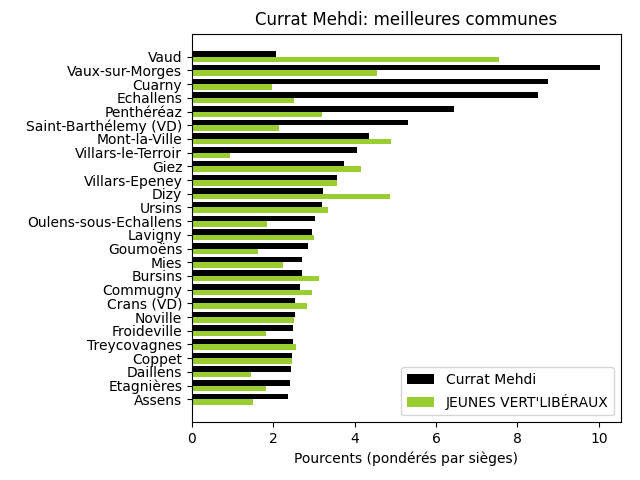 Currat Mehdi: meilleures communes
Vaud
Vaux-sur-Morges
Cuarny
Echallens
Penthéréaz
Saint-Barthélemy (VD)
Mont-la-Ville
Villars-le-Terroir
Giez
Villars-Epeney
Dizy
Ursins
Oulens-sous-Echallens
Lavigny
Goumoëns
Mies
Bursins
Commugny
Crans (VD)
Noville
Froideville
Treycovagnes
Coppet
Daillens
Etagnières
Assens
Currat Mehdi
JEUNES VERT'LIBÉRAUX
0 2 4 6 8 10
Pourcents (pondérés par sièges)